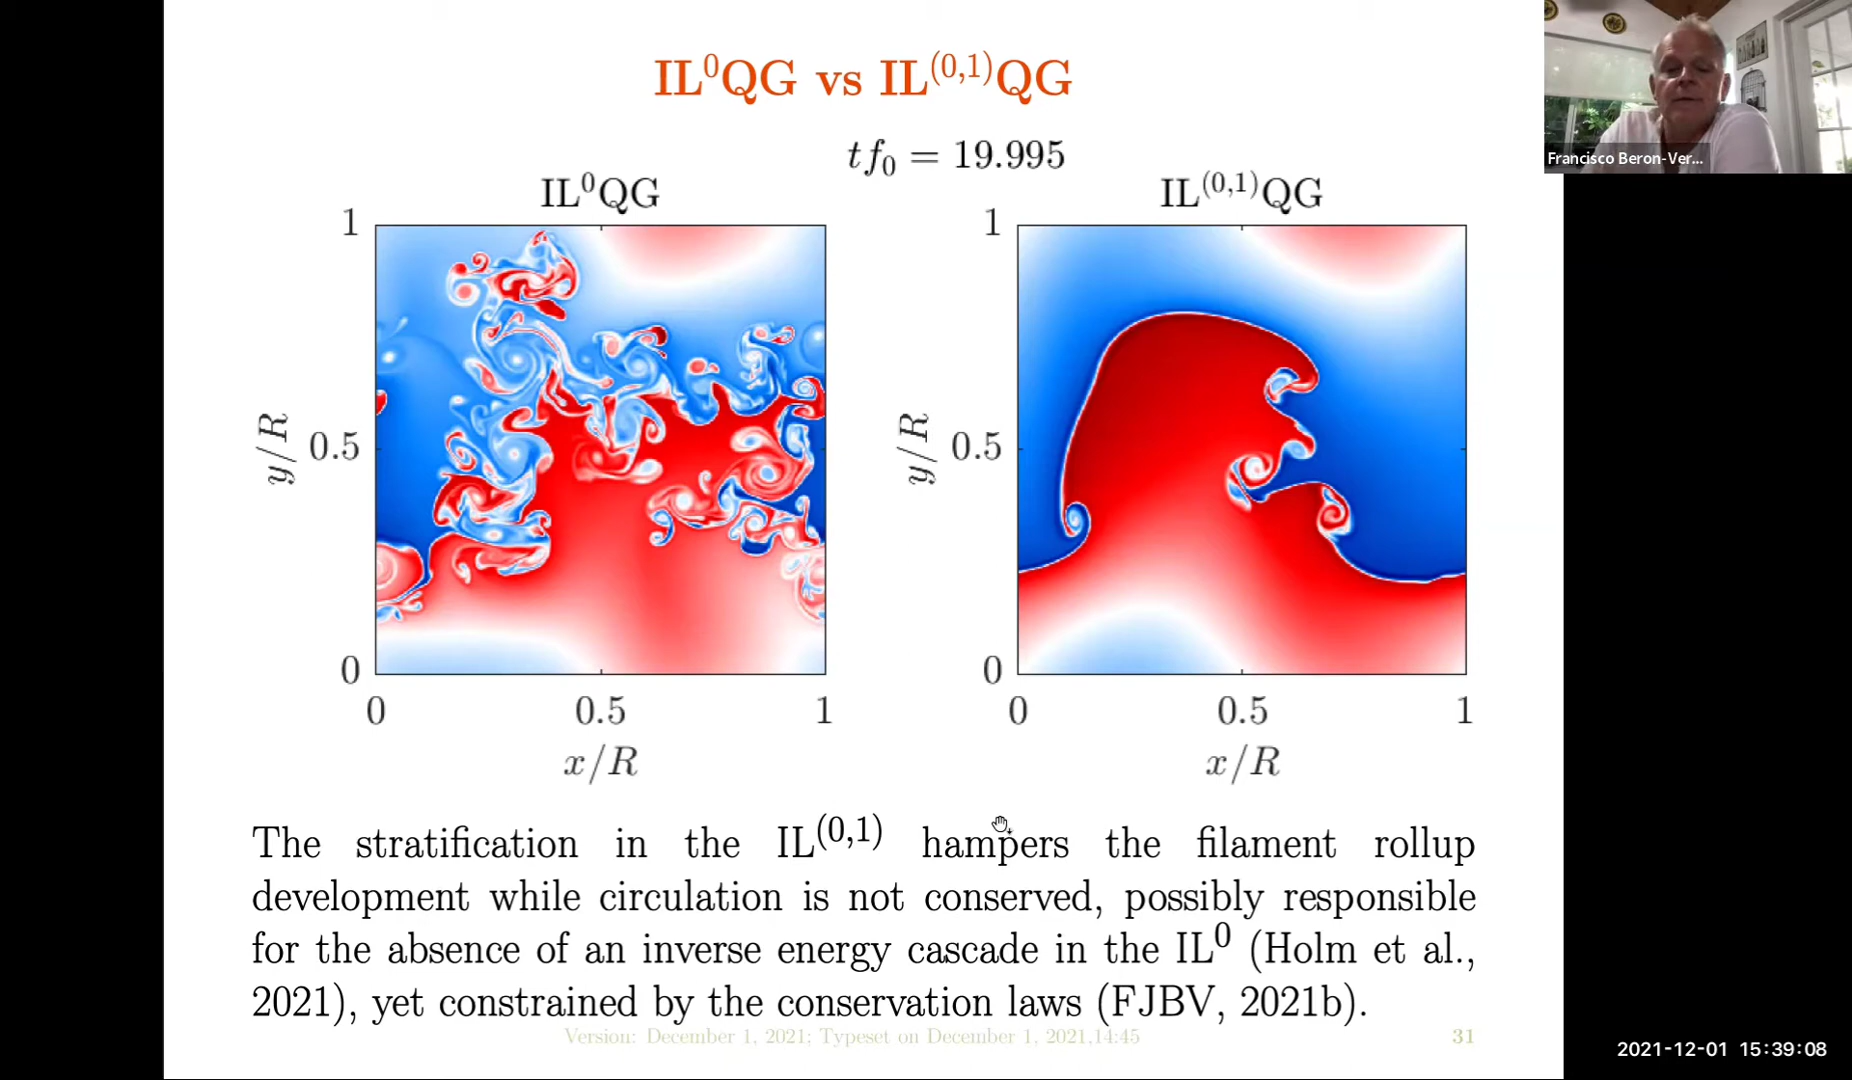 IL⁰QG vs IL⁽⁰,¹⁾QG
tf₀ = 19.995
IL⁰QG
IL⁽⁰,¹⁾QG
1
0.5
0
y/R
0
0.5
1
x/R
1
0.5
0
y/R
0
0.5
1
x/R
The stratification in the IL⁽⁰,¹⁾ hampers the filament rollup
development while circulation is not conserved, possibly responsible
for the absence of an inverse energy cascade in the IL⁰ (Holm et al.,
2021), yet constrained by the conservation laws (FJBV, 2021b).
Version: December 1, 2021; Typeset on December 1, 2021,14:45
31
Francisco Beron-Ver...
2021-12-01 15:39:08